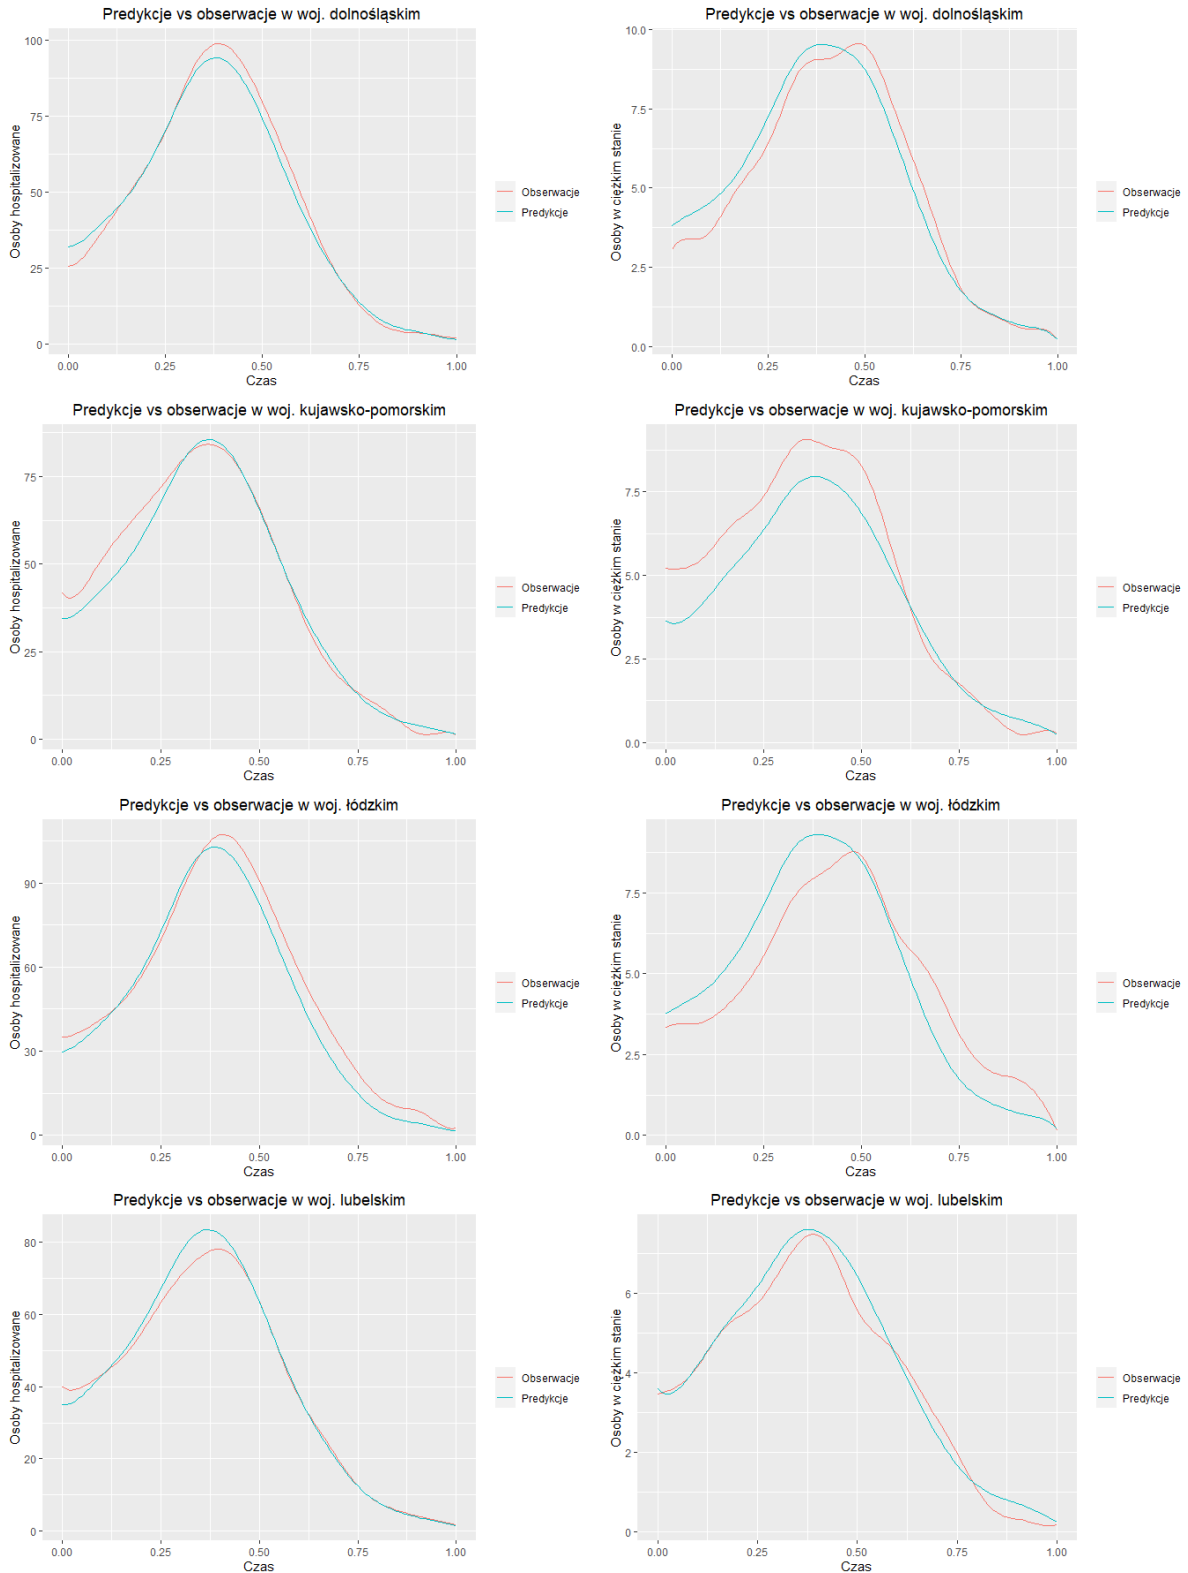 Predykcje vs obserwacje w woj. dolnośląskim
Osoby hospitalizowane
100
75
50
25
0
0.00 0.25 0.50 0.75 1.00
Czas
Obserwacje
Predykcje
Predykcje vs obserwacje w woj. dolnośląskim
Osoby w ciężkim stanie
10.0
7.5
5.0
2.5
0.0
0.00 0.25 0.50 0.75 1.00
Czas
Obserwacje
Predykcje
Predykcje vs obserwacje w woj. kujawsko-pomorskim
Osoby hospitalizowane
75
50
25
0
0.00 0.25 0.50 0.75 1.00
Czas
Obserwacje
Predykcje
Predykcje vs obserwacje w woj. kujawsko-pomorskim
Osoby w ciężkim stanie
7.5
5.0
2.5
0.0
0.00 0.25 0.50 0.75 1.00
Czas
Obserwacje
Predykcje
Predykcje vs obserwacje w woj. łódzkim
Osoby hospitalizowane
90
60
30
0
0.00 0.25 0.50 0.75 1.00
Czas
Obserwacje
Predykcje
Predykcje vs obserwacje w woj. łódzkim
Osoby w ciężkim stanie
7.5
5.0
2.5
0.0
0.00 0.25 0.50 0.75 1.00
Czas
Obserwacje
Predykcje
Predykcje vs obserwacje w woj. lubelskim
Osoby hospitalizowane
80
60
40
20
0
0.00 0.25 0.50 0.75 1.00
Czas
Obserwacje
Predykcje
Predykcje vs obserwacje w woj. lubelskim
Osoby w ciężkim stanie
6
4
2
0
0.00 0.25 0.50 0.75 1.00
Czas
Obserwacje
Predykcje